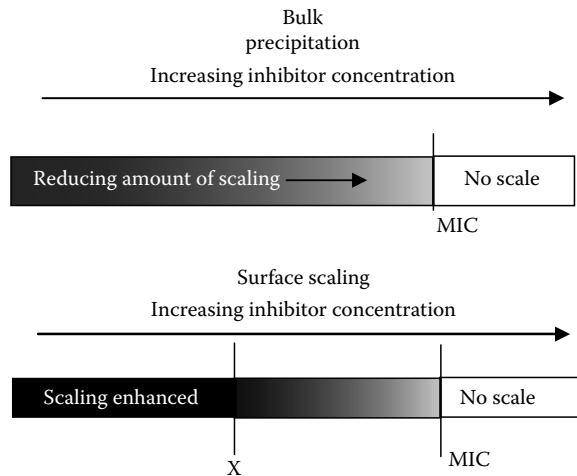 Bulk
precipitation
Increasing inhibitor concentration
Reducing amount of scaling
No scale
MIC
Surface scaling
Increasing inhibitor concentration
Scaling enhanced
No scale
X
MIC